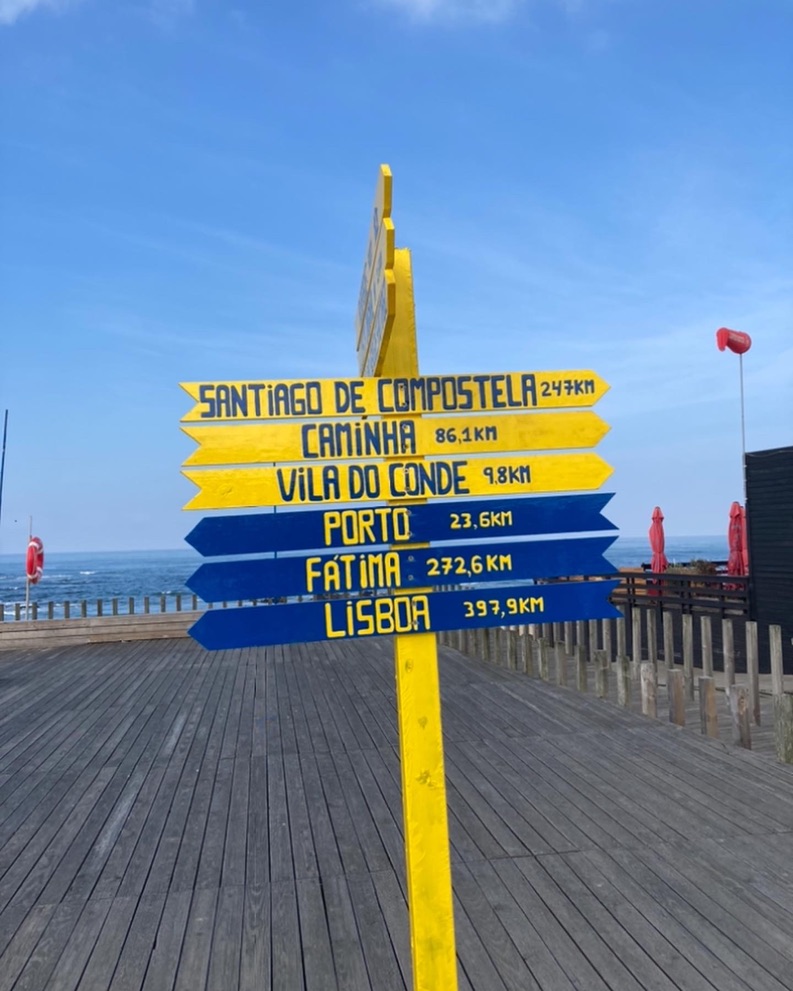 SANTIAGO DE COMPOSTELA 247KM
CAMINHA 86,1KM
VILA DO CONDE 9.8KM
PORTO 23,6KM
FÁTIMA 272,6KM
LISBOA 397,9KM